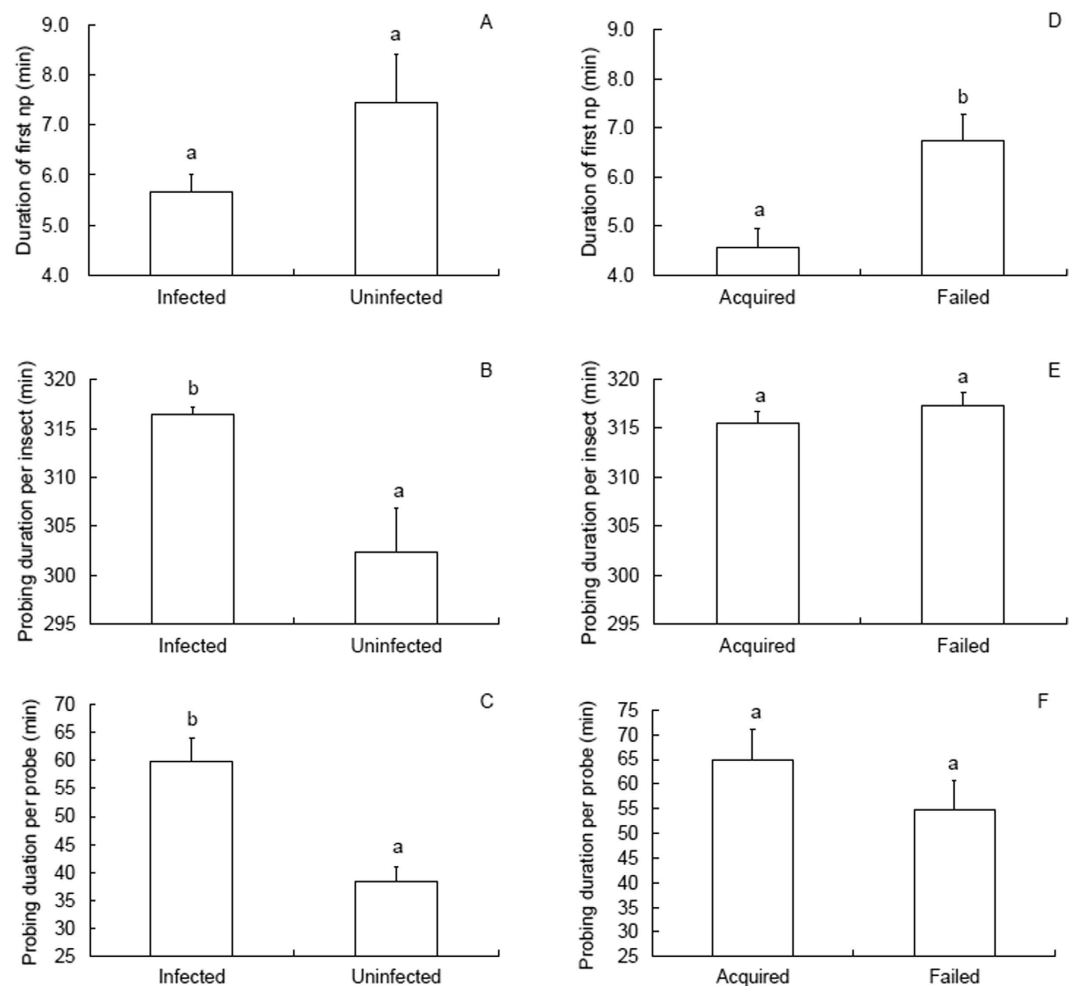 A
Duration of first np (min)
9.0
8.0
7.0
6.0
5.0
4.0
a
a
Infected
Uninfected
D
Duration of first np (min)
9.0
8.0
7.0
6.0
5.0
4.0
a
b
Acquired
Failed
B
Probing duration per insect (min)
320
315
310
305
300
295
b
a
Infected
Uninfected
E
Probing duration per insect (min)
320
315
310
305
300
295
a
a
Acquired
Failed
C
Probing duation per probe (min)
70
65
60
55
50
45
40
35
30
25
b
a
Infected
Uninfected
F
Probing duration per probe (min)
75
70
65
60
55
50
45
40
35
30
25
a
a
Acquired
Failed